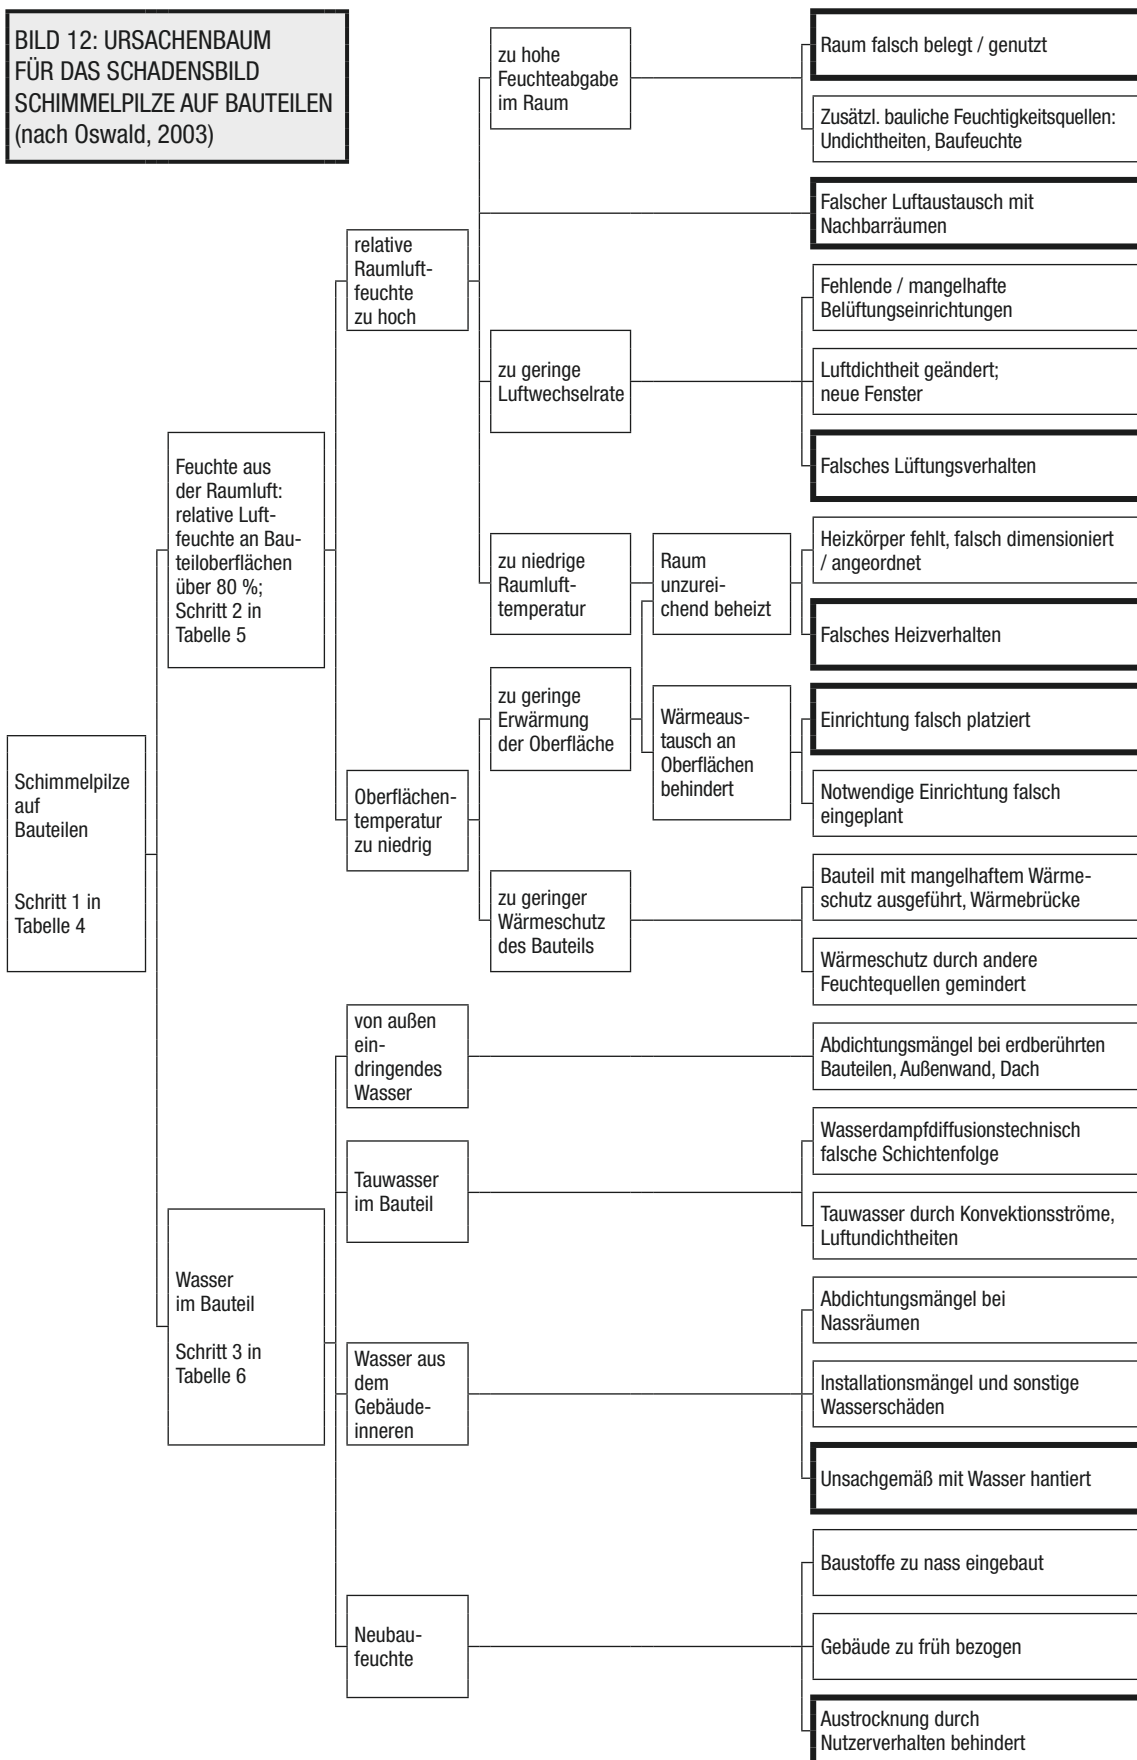 BILD 12: URSACHENBAUM
FÜR DAS SCHADENSBILD
SCHIMMELPILZE AUF BAUTEILEN
(nach Oswald, 2003)
Schimmelpilze
auf
Bauteilen
Schritt 1 in
Tabelle 4
Feuchte aus
der Raumluft:
relative Luft-
feuchte an Bau-
teiloberflächen
über 80 %;
Schritt 2 in
Tabelle 5
Wasser
im Bauteil
Schritt 3 in
Tabelle 6
relative
Raumluft-
feuchte
zu hoch
Oberflächen-
temperatur
zu niedrig
von außen
ein-
dringendes
Wasser
Tauwasser
im Bauteil
Wasser aus
dem
Gebäude-
inneren
Neubau-
feuchte
zu hohe
Feuchteabgabe
im Raum
zu geringe
Luftwechselrate
zu niedrige
Raumluft-
temperatur
zu geringe
Erwärmung
der Oberfläche
zu geringer
Wärmeschutz
des Bauteils
Raum
unzurei-
chend beheizt
Wärmeaus-
tausch an
Oberflächen
behindert
Raum falsch belegt / genutzt
Zusätzl. bauliche Feuchtigkeitsquellen:
Undichtheiten, Baufeuchte
Falscher Luftaustausch mit
Nachbarräumen
Fehlende / mangelhafte
Belüftungseinrichtungen
Luftdichtheit geändert;
neue Fenster
Falsches Lüftungsverhalten
Heizkörper fehlt, falsch dimensioniert
/ angeordnet
Falsches Heizverhalten
Einrichtung falsch platziert
Notwendige Einrichtung falsch
eingeplant
Bauteil mit mangelhaftem Wärme-
schutz ausgeführt, Wärmebrücke
Wärmeschutz durch andere
Feuchtequellen gemindert
Abdichtungsmängel bei erdberührten
Bauteilen, Außenwand, Dach
Wasserdampfdiffusionstechnisch
falsche Schichtenfolge
Tauwasser durch Konvektionsströme,
Luftundichtheiten
Abdichtungsmängel bei
Nassräumen
Installationsmängel und sonstige
Wasserschäden
Unsachgemäß mit Wasser hantiert
Baustoffe zu nass eingebaut
Gebäude zu früh bezogen
Austrocknung durch
Nutzerverhalten behindert